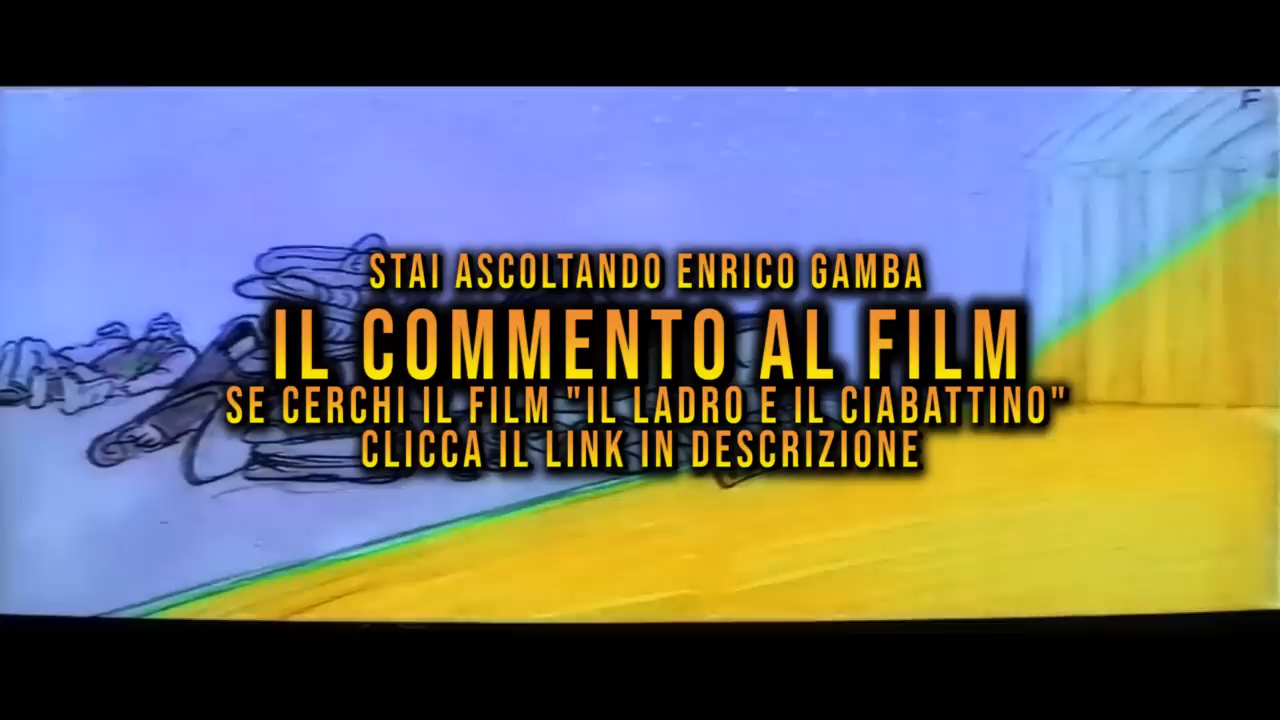 STAI ASCOLTANDO ENRICO GAMBA
IL COMMENTO AL FILM
SE CERCHI IL FILM "IL LADRO E IL CIABATTINO"
CLICCA IL LINK IN DESCRIZIONE